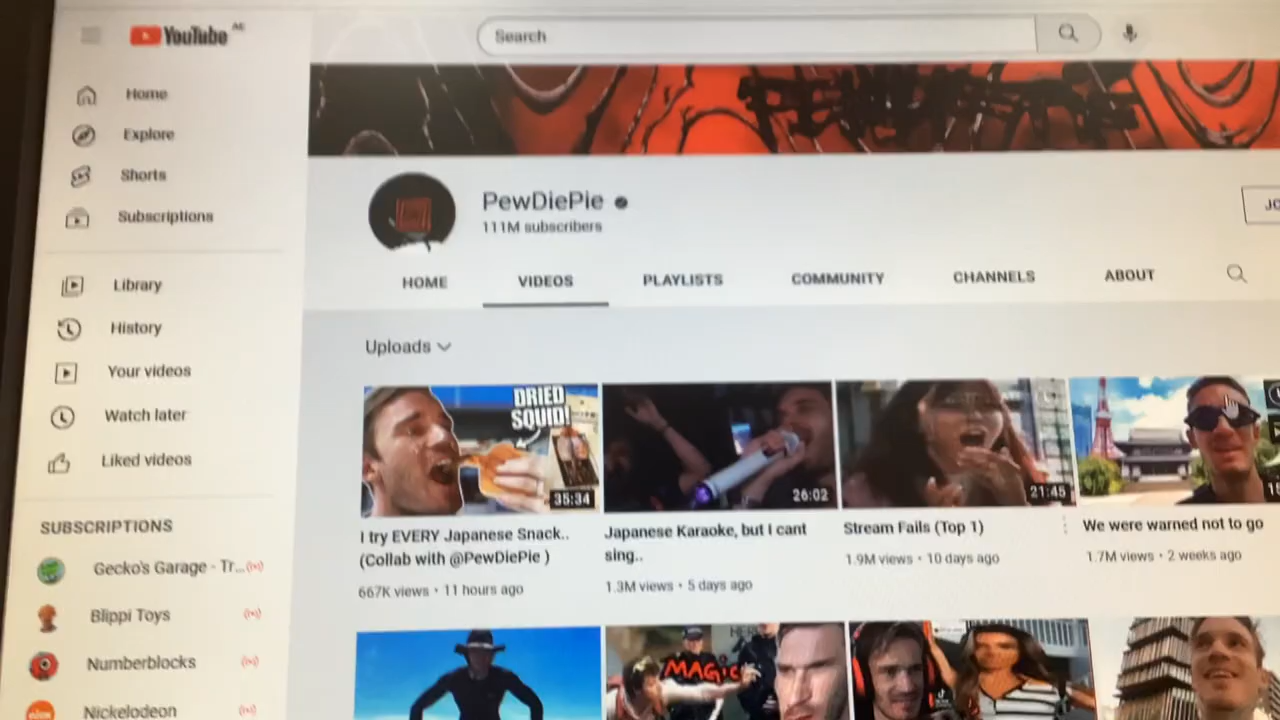 YouTube AE
Search
Home
Explore
Shorts
Subscriptions
Library
History
Your videos
Watch later
Liked videos
SUBSCRIPTIONS
Gecko's Garage - Tr...
Blippi Toys
Numberblocks
Nickelodeon
PewDiePie
111M subscribers
JO
HOME
VIDEOS
PLAYLISTS
COMMUNITY
CHANNELS
ABOUT
Uploads
DRIED
SQUID!
35:34
26:02
21:45
15
I try EVERY Japanese Snack..
(Collab with @PewDiePie )
667K views • 11 hours ago
Japanese Karaoke, but I cant
sing..
1.3M views • 5 days ago
Stream Fails (Top 1)
1.9M views • 10 days ago
We were warned not to go
1.7M views • 2 weeks ago
MAGIC